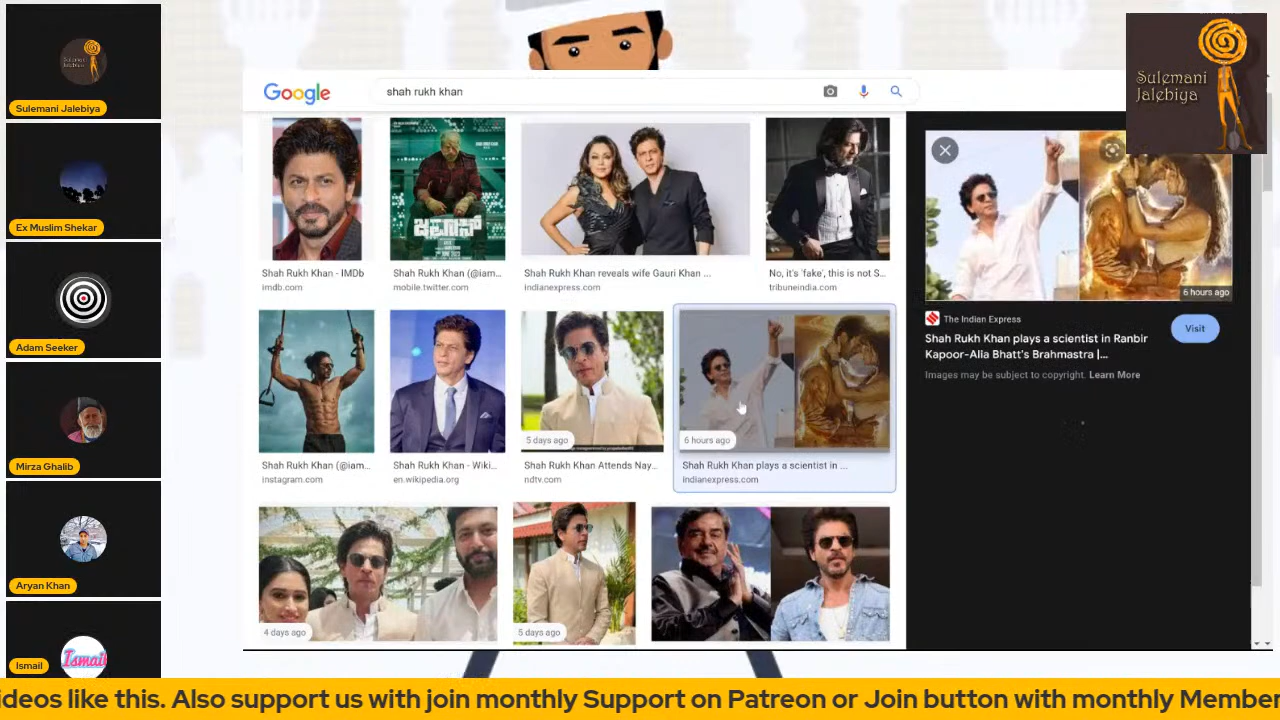 Sulemani Jalebiya
Ex Muslim Shekar
Adam Seeker
Mirza Ghalib
Aryan Khan
Ismail
Ismail
Google
shah rukh khan
Sulemani
Jalebiya
Shah Rukh Khan - IMDb
imdb.com
Shah Rukh Khan (@iam...
mobile.twitter.com
Shah Rukh Khan reveals wife Gauri Khan ...
indianexpress.com
No, it's 'fake', this is not S...
tribuneindia.com
Shah Rukh Khan (@iam...
instagram.com
Shah Rukh Khan - Wiki...
en.wikipedia.org
5 days ago
Shah Rukh Khan Attends Nay...
ndtv.com
6 hours ago
Shah Rukh Khan plays a scientist in ...
indianexpress.com
4 days ago
5 days ago
6 hours ago
The Indian Express
Shah Rukh Khan plays a scientist in Ranbir
Kapoor-Alia Bhatt's Brahmastra |...
Visit
Images may be subject to copyright. Learn More
ideos like this. Also support us with join monthly Support on Patreon or Join button with monthly Member